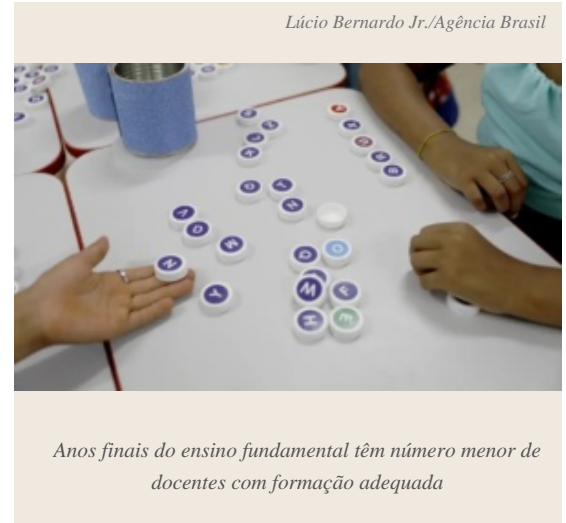 Lúcio Bernardo Jr./Agência Brasil
A
D
M
N
Y
D
O
W
F
H
E
Anos finais do ensino fundamental têm número menor de
docentes com formação adequada